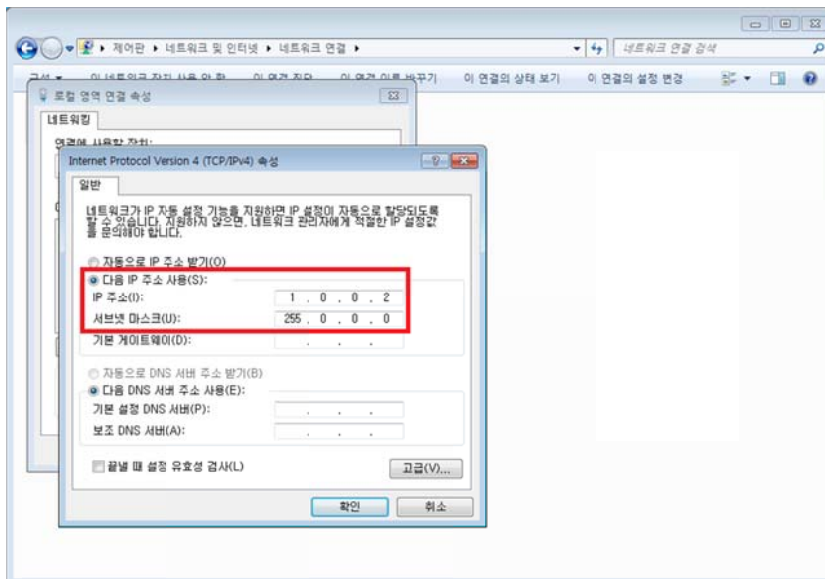 제어판 ▸ 네트워크 및 인터넷 ▸ 네트워크 연결 ▸
네트워크 연결 검색
이 연결의 상태 보기 이 연결의 설정 변경
로컬 영역 연결 속성
네트워킹
Internet Protocol Version 4 (TCP/IPv4) 속성
일반
네트워크가 IP 자동 설정 기능을 지원하면 IP 설정이 자동으로 할당되도록
할 수 있습니다. 지원하지 않으면, 네트워크 관리자에게 적절한 IP 설정값
을 문의해야 합니다.
자동으로 IP 주소 받기(O)
다음 IP 주소 사용(S):
IP 주소(I): 1 . 0 . 0 . 2
서브넷 마스크(U): 255 . 0 . 0 . 0
기본 게이트웨이(D): . . .
자동으로 DNS 서버 주소 받기(B)
다음 DNS 서버 주소 사용(E):
기본 설정 DNS 서버(P): . . .
보조 DNS 서버(A): . . .
끝낼 때 설정 유효성 검사(L)
고급(V)...
확인 취소